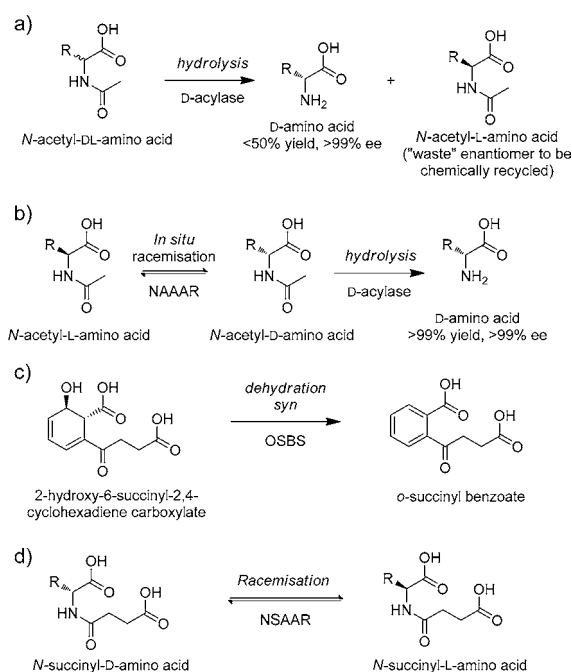 a)
OH
R
O
HN
O
N-acetyl-DL-amino acid
hydrolysis
D-acylase
OH
R
O
NH2
D-amino acid
<50% yield, >99% ee
+
OH
R
O
HN
O
N-acetyl-L-amino acid
("waste" enantiomer to be
chemically recycled)
b)
OH
R
O
HN
O
N-acetyl-L-amino acid
In situ
racemisation
NAAAR
OH
R
O
HN
O
N-acetyl-D-amino acid
hydrolysis
D-acylase
OH
R
O
NH2
D-amino acid
>99% yield, >99% ee
c)
OH
OH
O
OH
O
O
2-hydroxy-6-succinyl-2,4-
cyclohexadiene carboxylate
dehydration
syn
OSBS
OH
O
OH
O
O
o-succinyl benzoate
d)
OH
R
O
HN
OH
O
O
N-succinyl-D-amino acid
Racemisation
NSAAR
OH
R
O
HN
OH
O
O
N-succinyl-L-amino acid